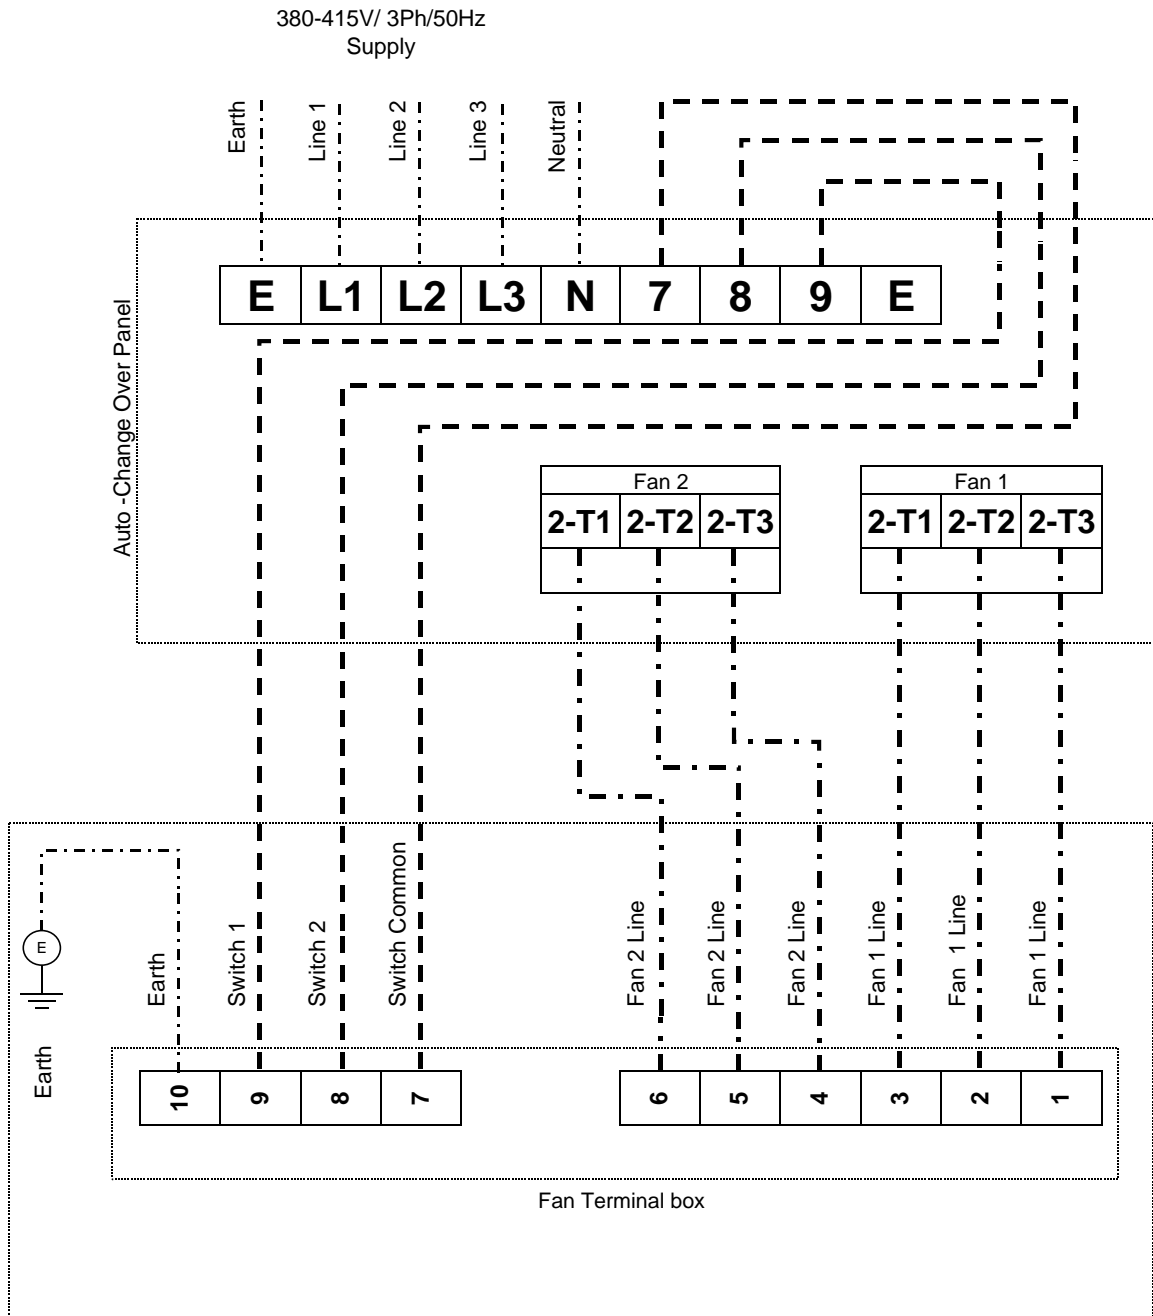 380-415V/ 3Ph/50Hz
Supply
Earth
Line 1
Line 2
Line 3
Neutral
E L1 L2 L3 N 7 8 9 E
Auto -Change Over Panel
Fan 2
2-T1 2-T2 2-T3
Fan 1
2-T1 2-T2 2-T3
E
Earth
Earth
Switch 1
Switch 2
Switch Common
Fan 2 Line
Fan 2 Line
Fan 2 Line
Fan 1 Line
Fan 1 Line
Fan 1 Line
10 9 8 7 6 5 4 3 2 1
Fan Terminal box